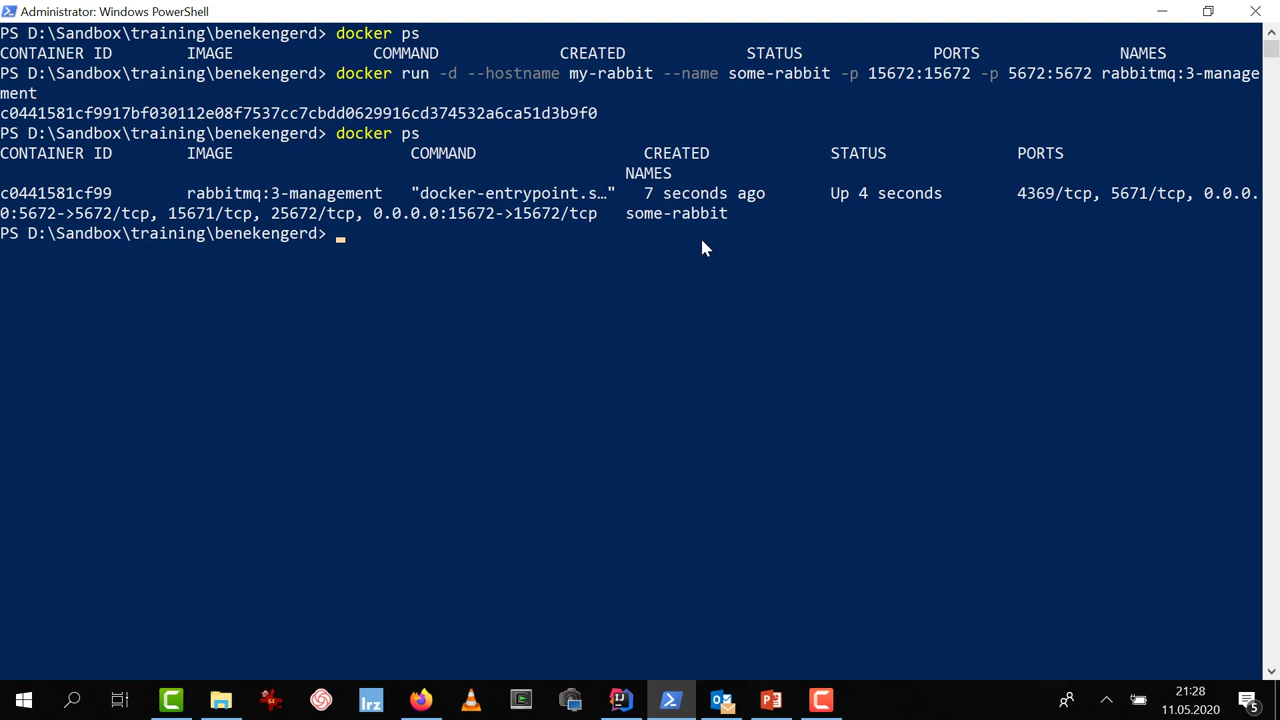 Administrator: Windows PowerShell
PS D:\Sandbox\training\benekengerd> docker ps
CONTAINER ID IMAGE COMMAND CREATED STATUS PORTS NAMES
PS D:\Sandbox\training\benekengerd> docker run -d --hostname my-rabbit --name some-rabbit -p 15672:15672 -p 5672:5672 rabbitmq:3-manage
ment
c0441581cf9917bf030112e08f7537cc7cbdd0629916cd374532a6ca51d3b9f0
PS D:\Sandbox\training\benekengerd> docker ps
CONTAINER ID IMAGE COMMAND CREATED STATUS PORTS
NAMES
c0441581cf99 rabbitmq:3-management "docker-entrypoint.s…" 7 seconds ago Up 4 seconds 4369/tcp, 5671/tcp, 0.0.0.
0:5672->5672/tcp, 15671/tcp, 25672/tcp, 0.0.0.0:15672->15672/tcp some-rabbit
PS D:\Sandbox\training\benekengerd>
lrz
21:28
11.05.2020
5